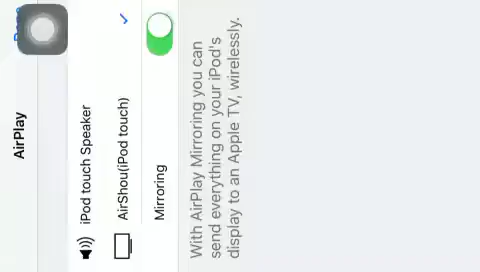 AirPlay
iPod touch Speaker
AirShou(iPod touch)
Mirroring
With AirPlay Mirroring you can
send everything on your iPod's
display to an Apple TV, wirelessly.